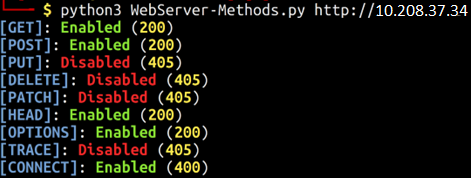 $ python3 WebServer-Methods.py http://10.208.37.34
[GET]: Enabled (200)
[POST]: Enabled (200)
[PUT]: Disabled (405)
[DELETE]: Disabled (405)
[PATCH]: Disabled (405)
[HEAD]: Enabled (200)
[OPTIONS]: Enabled (200)
[TRACE]: Disabled (405)
[CONNECT]: Enabled (400)